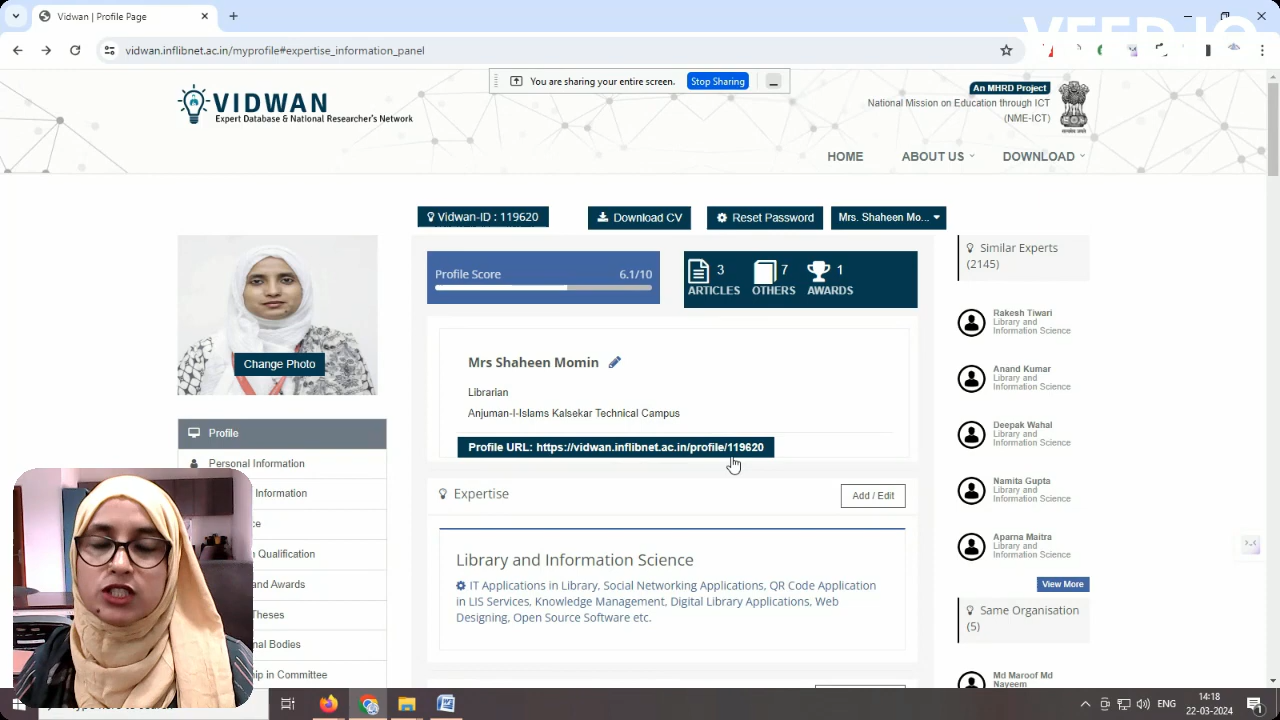 Vidwan | Profile Page
VEED.IO
vidwan.inflibnet.ac.in/myprofile#expertise_information_panel
You are sharing your entire screen.
Stop Sharing
VIDWAN
Expert Database & National Researcher's Network
An MHRD Project
National Mission on Education through ICT
(NME-ICT)
HOME
ABOUT US
DOWNLOAD
Vidwan-ID : 119620
Download CV
Reset Password
Mrs. Shaheen Mo...
Change Photo
Profile
Personal Information
Information
ce
Qualification
and Awards
Theses
nal Bodies
hip in Committee
Profile Score
6.1/10
3
ARTICLES
7
OTHERS
1
AWARDS
Mrs Shaheen Momin
Librarian
Anjuman-I-Islams Kalsekar Technical Campus
Profile URL: https://vidwan.inflibnet.ac.in/profile/119620
Expertise
Add / Edit
Library and Information Science
IT Applications in Library, Social Networking Applications, QR Code Application
in LIS Services, Knowledge Management, Digital Library Applications, Web
Designing, Open Source Software etc.
Similar Experts
(2145)
Rakesh Tiwari
Library and
Information Science
Anand Kumar
Library and
Information Science
Deepak Wahal
Library and
Information Science
Namita Gupta
Library and
Information Science
Aparna Maitra
Library and
Information Science
View More
Same Organisation
(5)
Md Maroof Md
Nayeem
ENG
14:18
22-03-2024